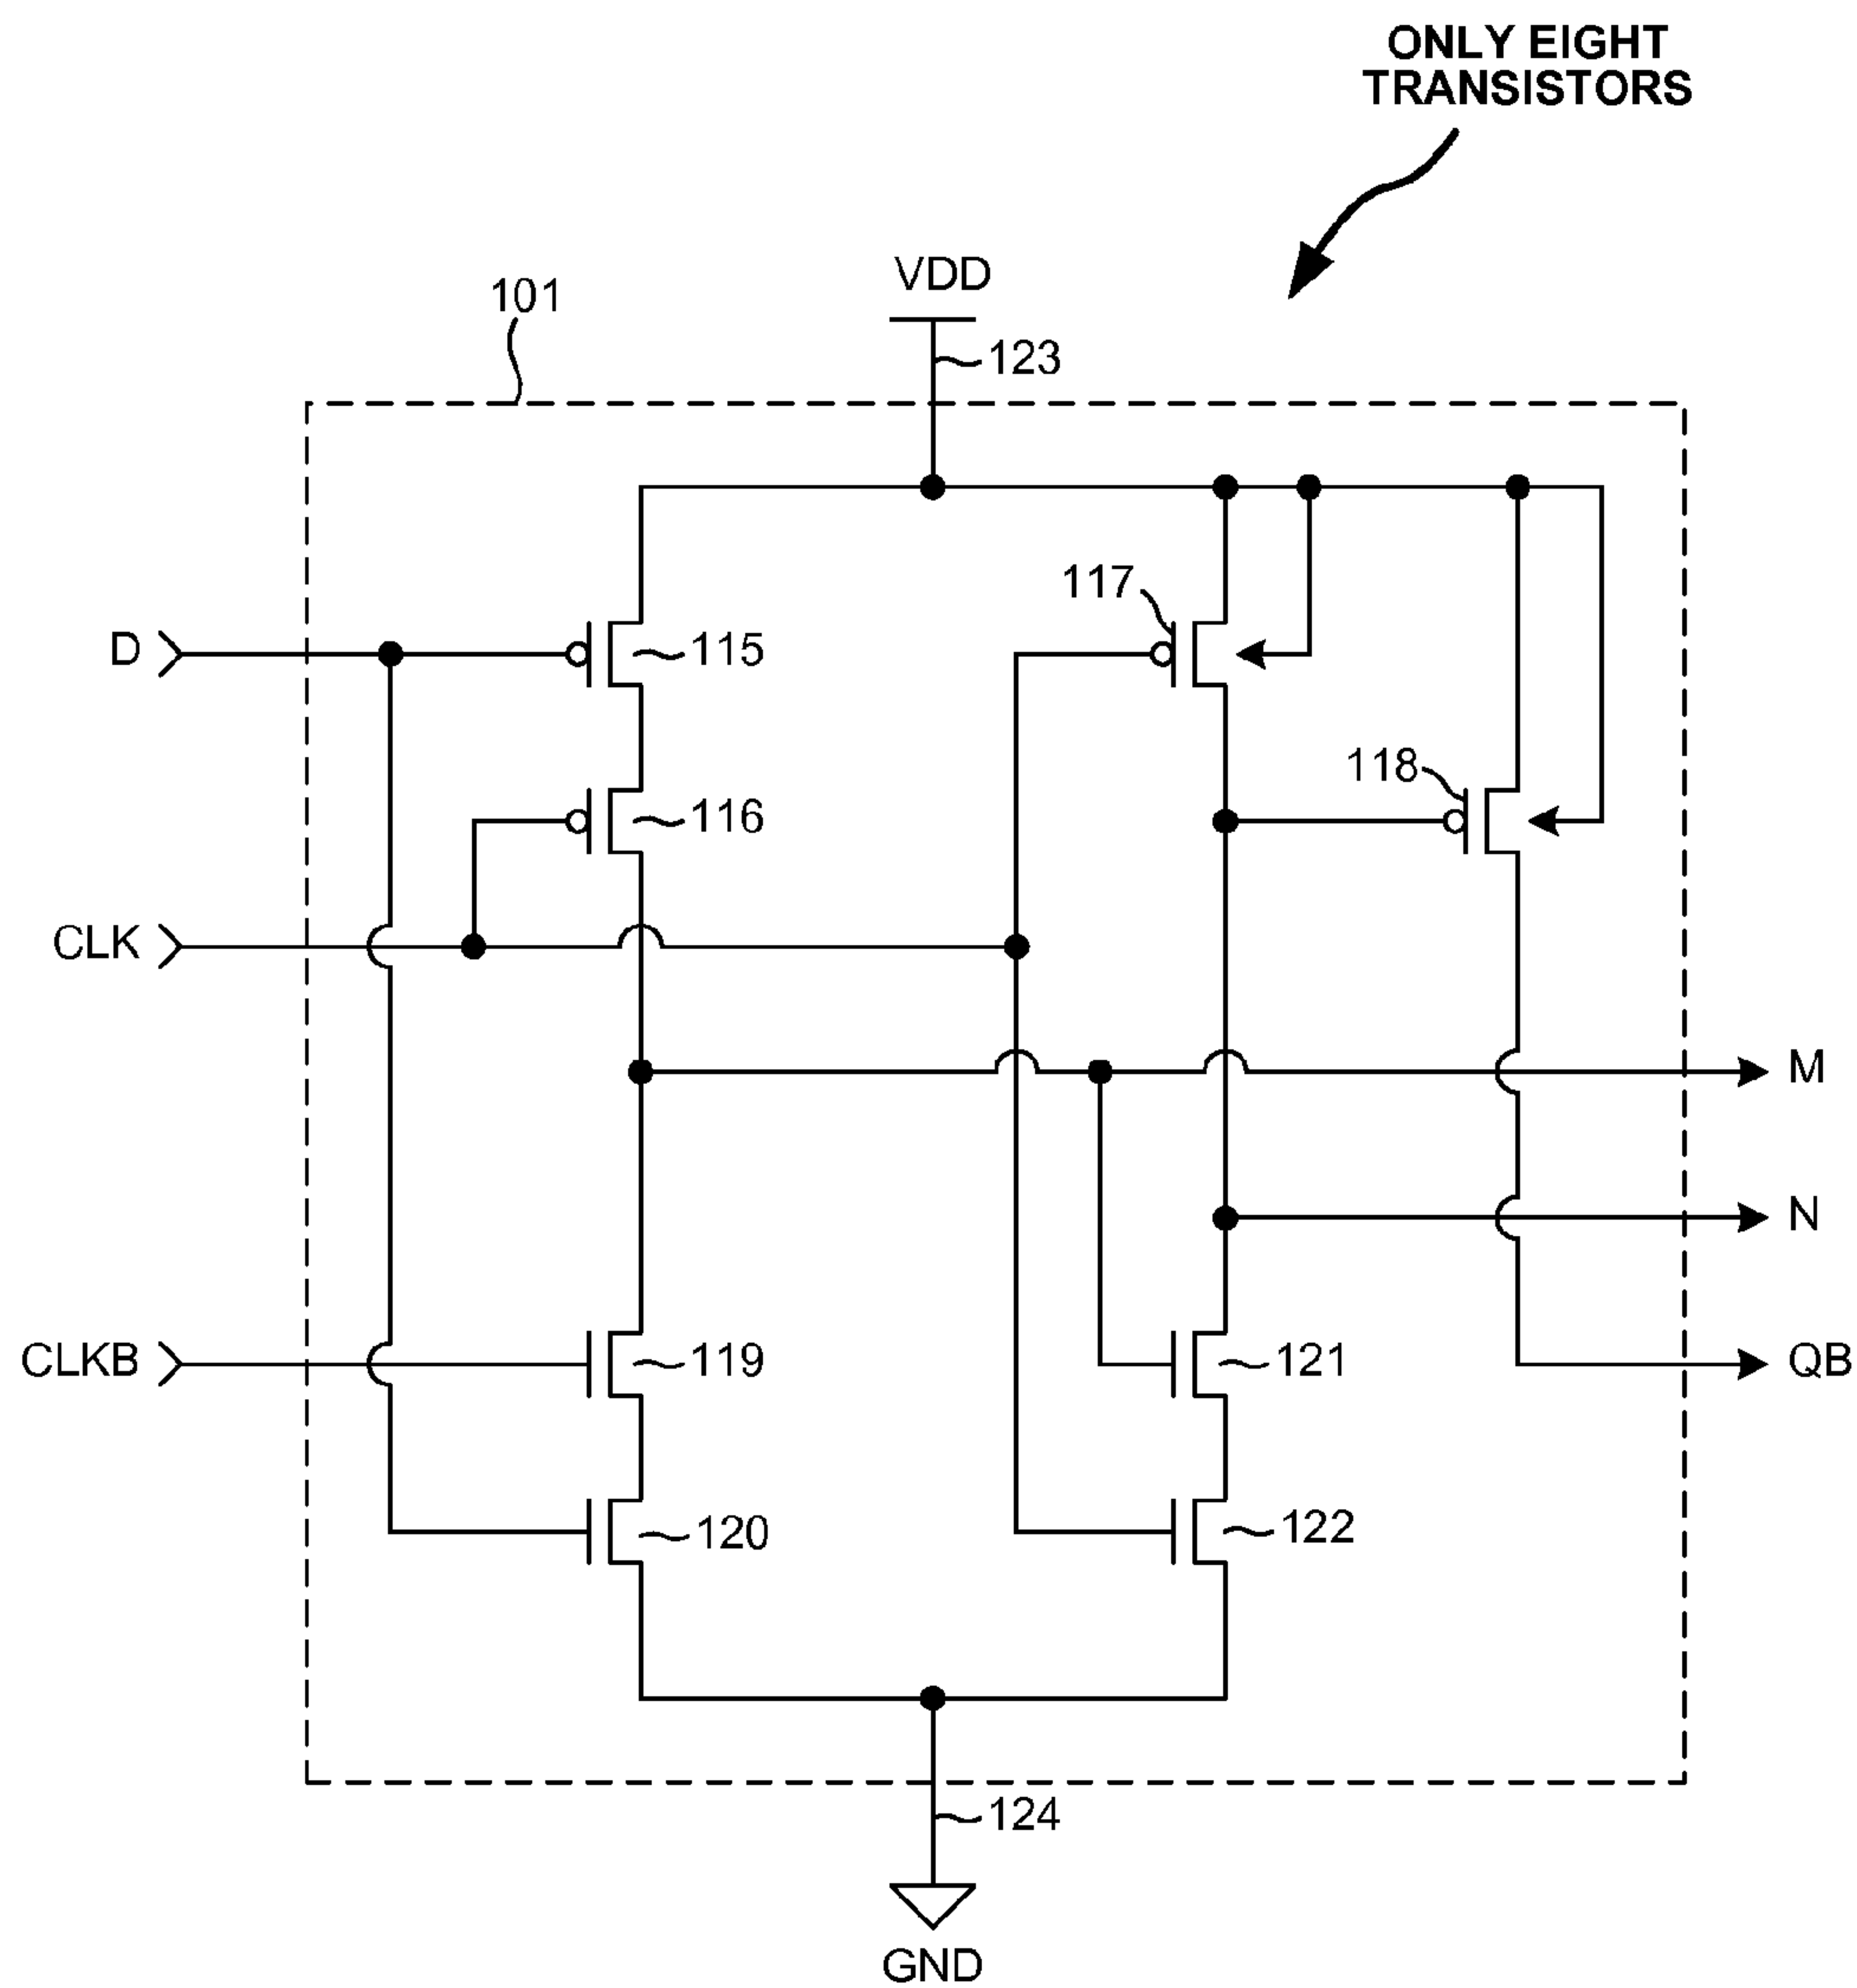 ONLY EIGHT
TRANSISTORS
VDD
101
123
117
D
115
118
116
CLK
M
N
CLKB
119
121
QB
120
122
124
GND